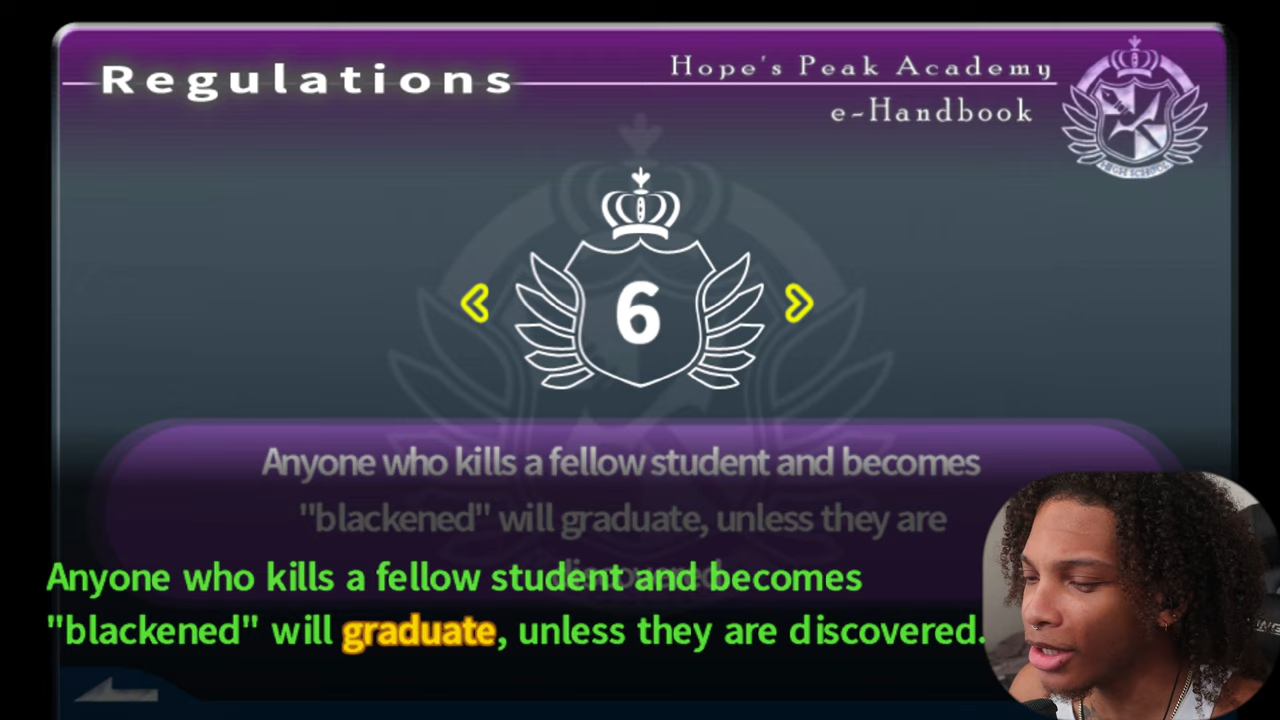 Regulations
Hope's Peak Academy
e-Handbook
6
Anyone who kills a fellow student and becomes
"blackened" will graduate, unless they are
discovered.
Anyone who kills a fellow student and becomes
"blackened" will graduate, unless they are discovered.